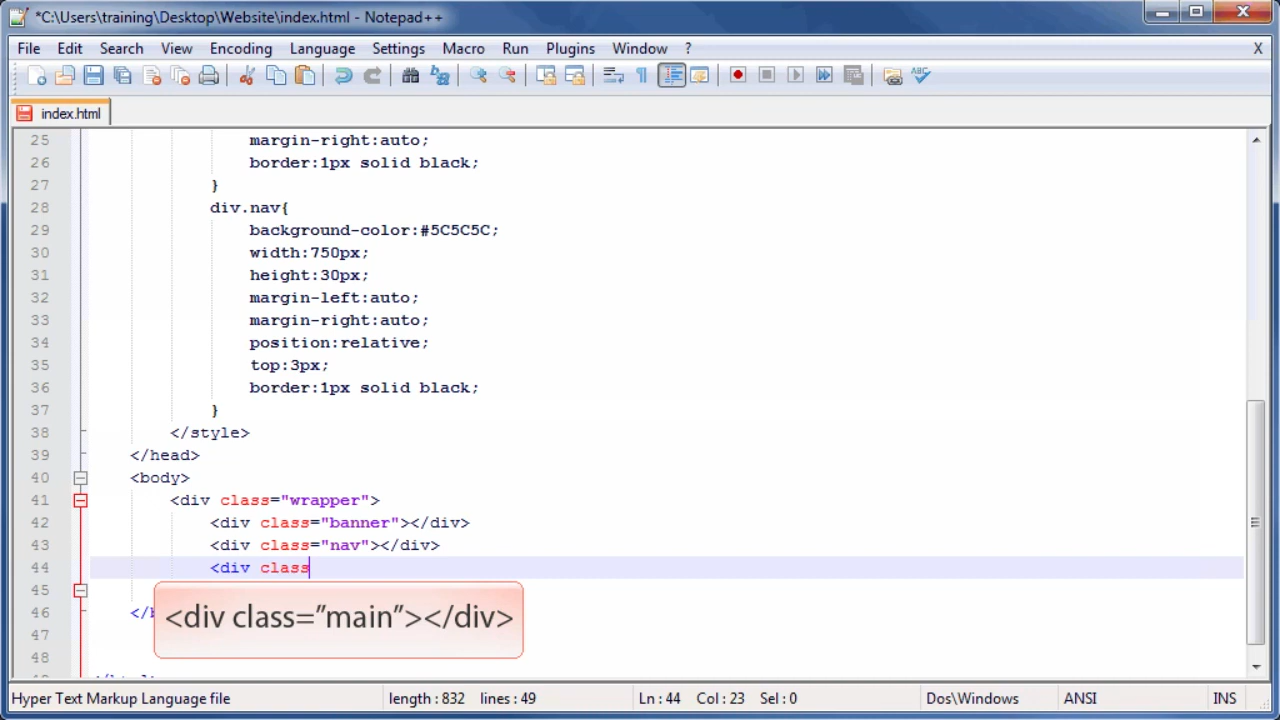 *C:\Users\training\Desktop\Website\index.html - Notepad++
File Edit Search View Encoding Language Settings Macro Run Plugins Window ? X
index.html
25 margin-right:auto;
26 border:1px solid black;
27 }
28 div.nav{
29 background-color:#5C5C5C;
30 width:750px;
31 height:30px;
32 margin-left:auto;
33 margin-right:auto;
34 position:relative;
35 top:3px;
36 border:1px solid black;
37 }
38 </style>
39 </head>
40 <body>
41 <div class="wrapper">
42 <div class="banner"></div>
43 <div class="nav"></div>
44 <div class
45
46
<div class="main"></div>
47
48
Hyper Text Markup Language file length : 832 lines : 49 Ln : 44 Col : 23 Sel : 0 Dos\Windows ANSI INS